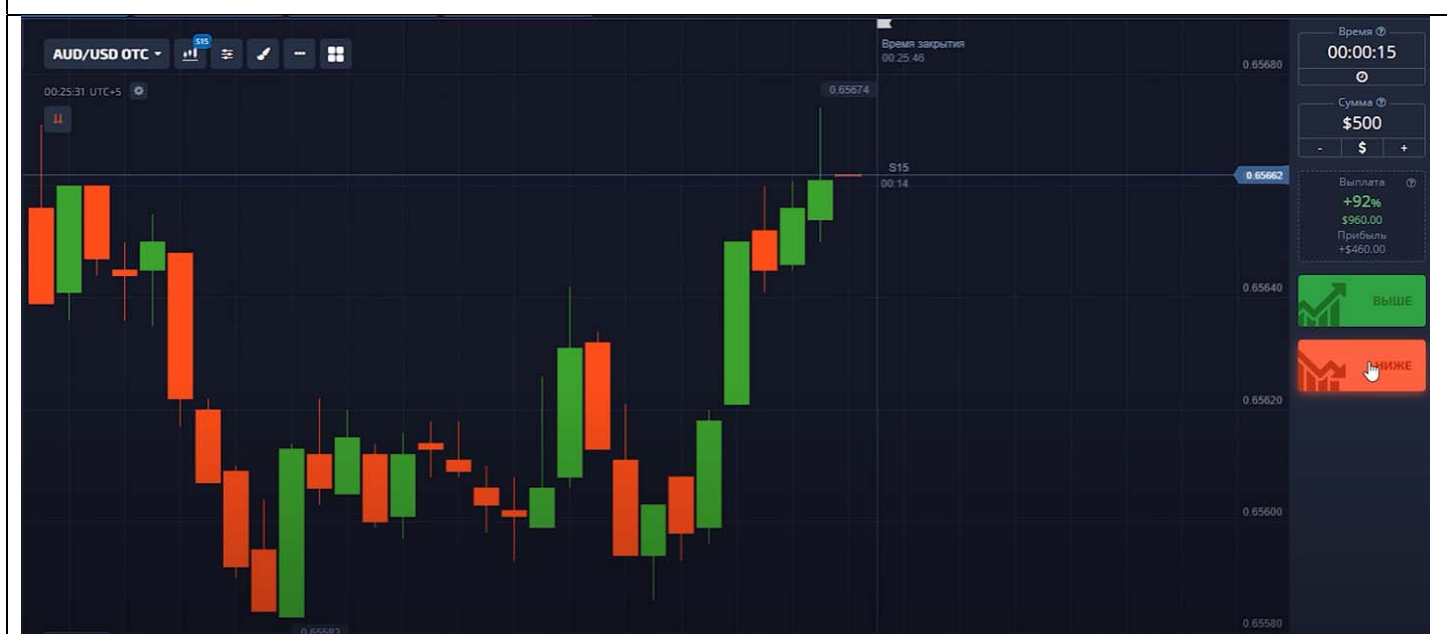 AUD/USD OTC
S15
00:25:31 UTC+5
Время закрытия
00:25:46
0.65674
S15
00:14
0.65680
0.65662
0.65640
0.65620
0.65600
0.65580
0.65583
Время
00:00:15
Сумма
$500
- $ +
Выплата
+92%
$960.00
Прибыль
+$460.00
ВЫШЕ
НИЖЕ